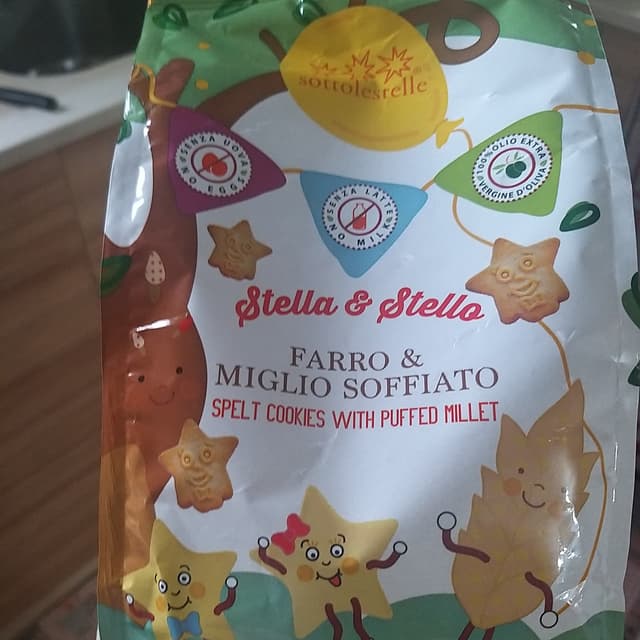 sottolestelle
SENZA UOVA
NO EGGS
SENZA LATTE
NO MILK
100% OLIO EXTRA
VERGINE D'OLIVA
Stella & Stello
FARRO &
MIGLIO SOFFIATO
SPELT COOKIES WITH PUFFED MILLET